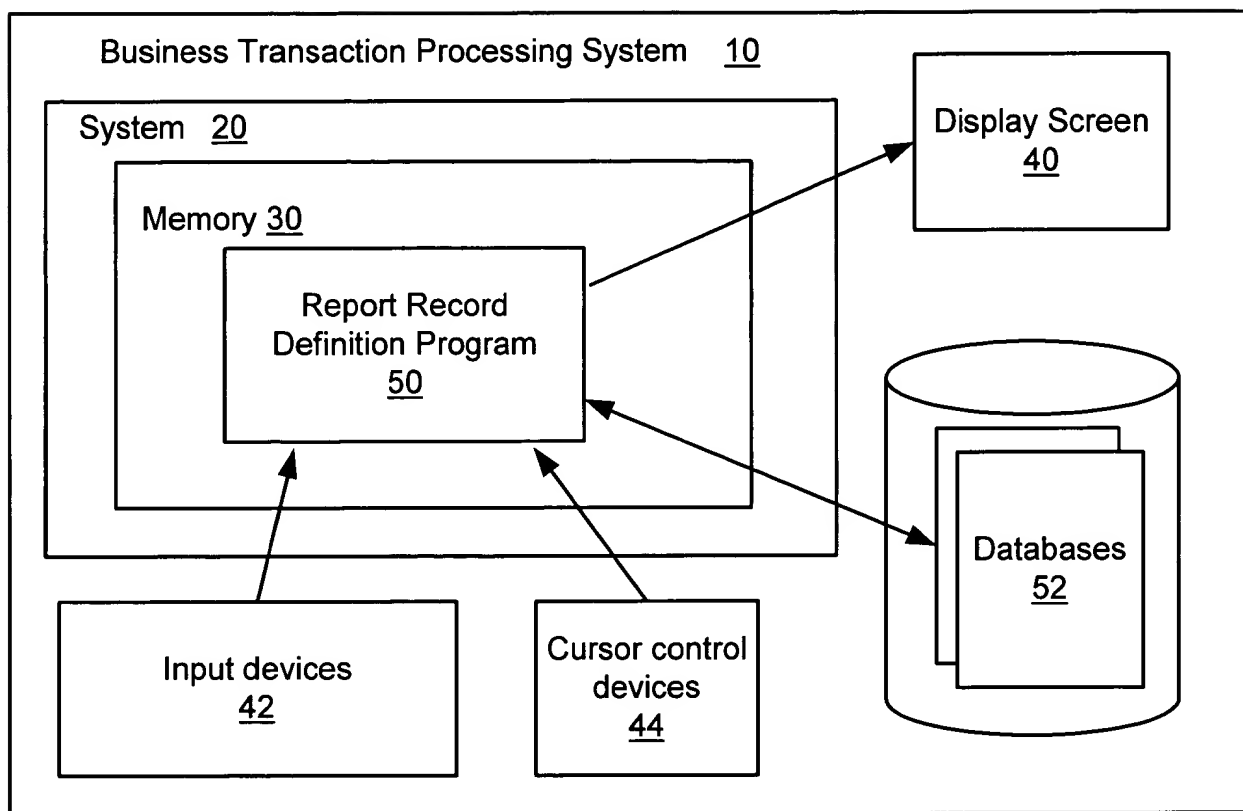 Business Transaction Processing System 10
System 20
Memory 30
Report Record
Definition Program
50
Display Screen
40
Databases
52
Input devices
42
Cursor control
devices
44